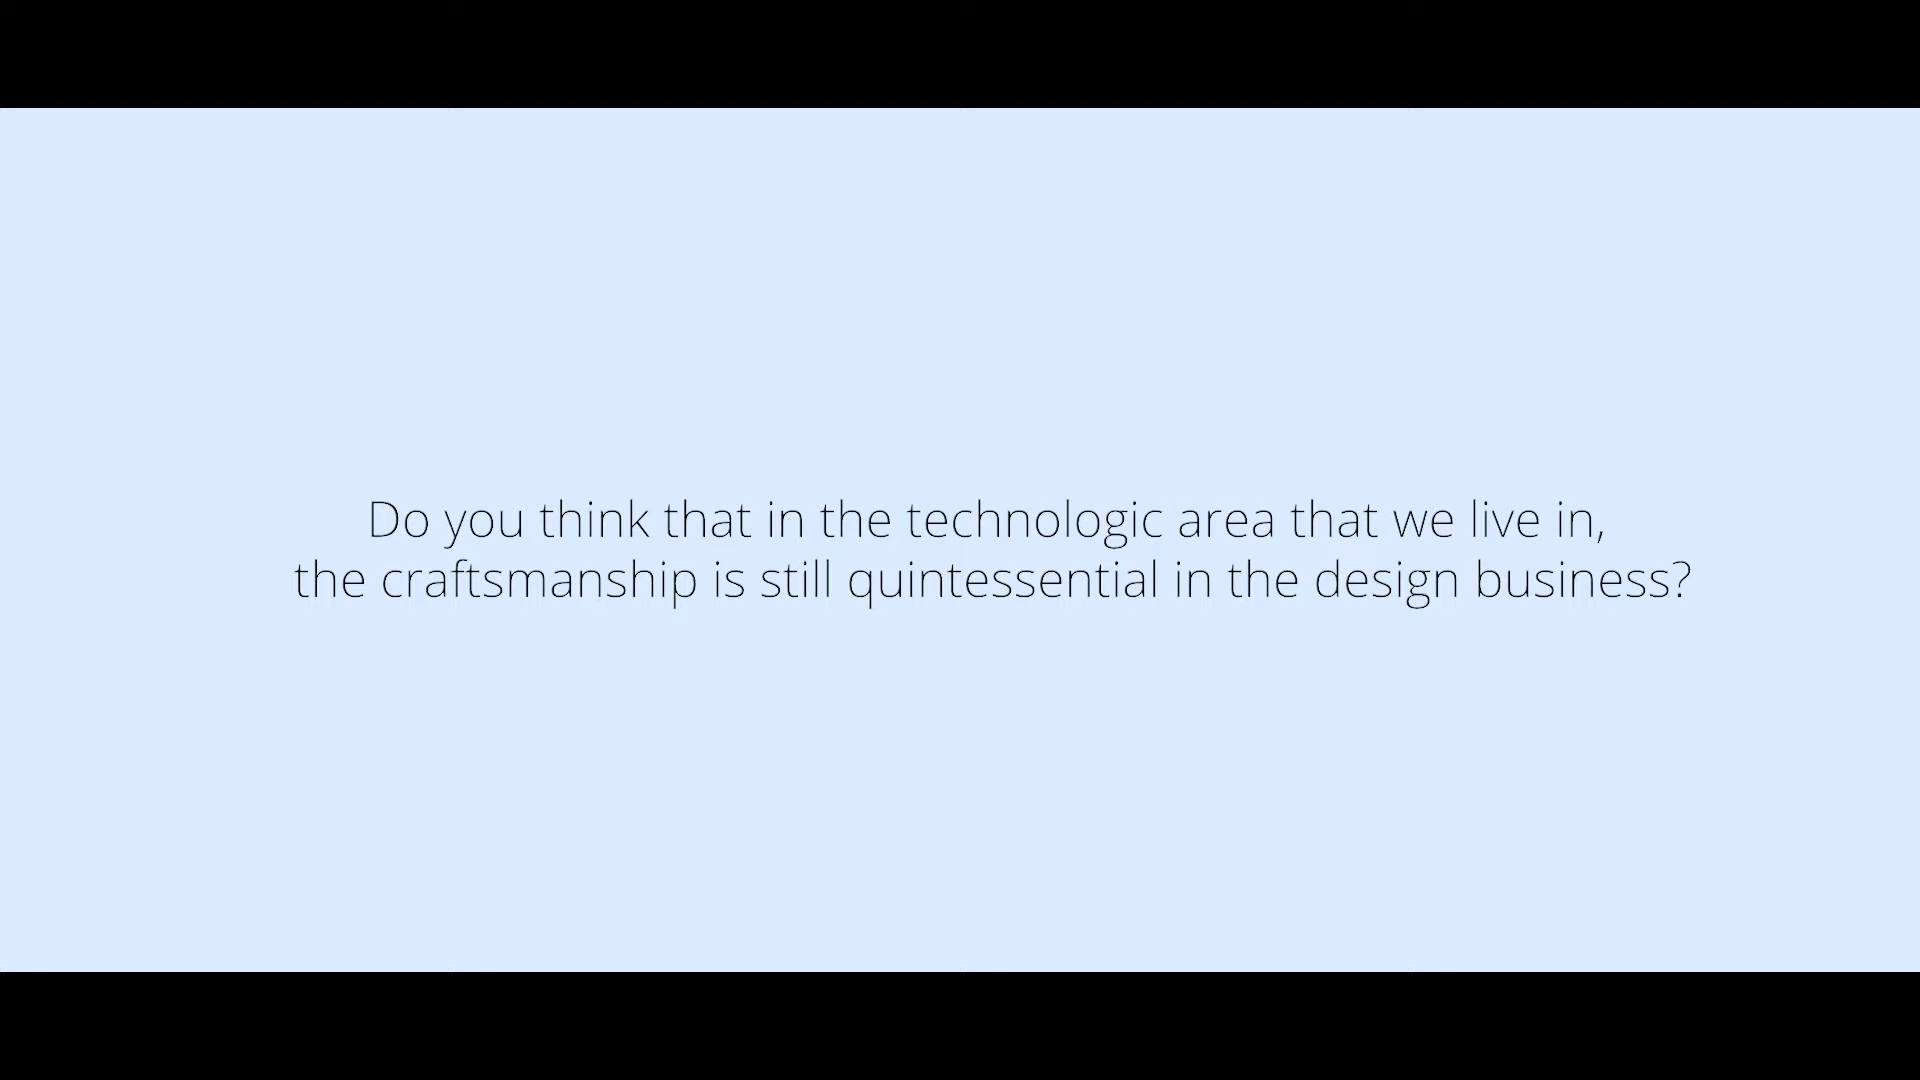 Do you think that in the technologic area that we live in,
the craftsmanship is still quintessential in the design business?